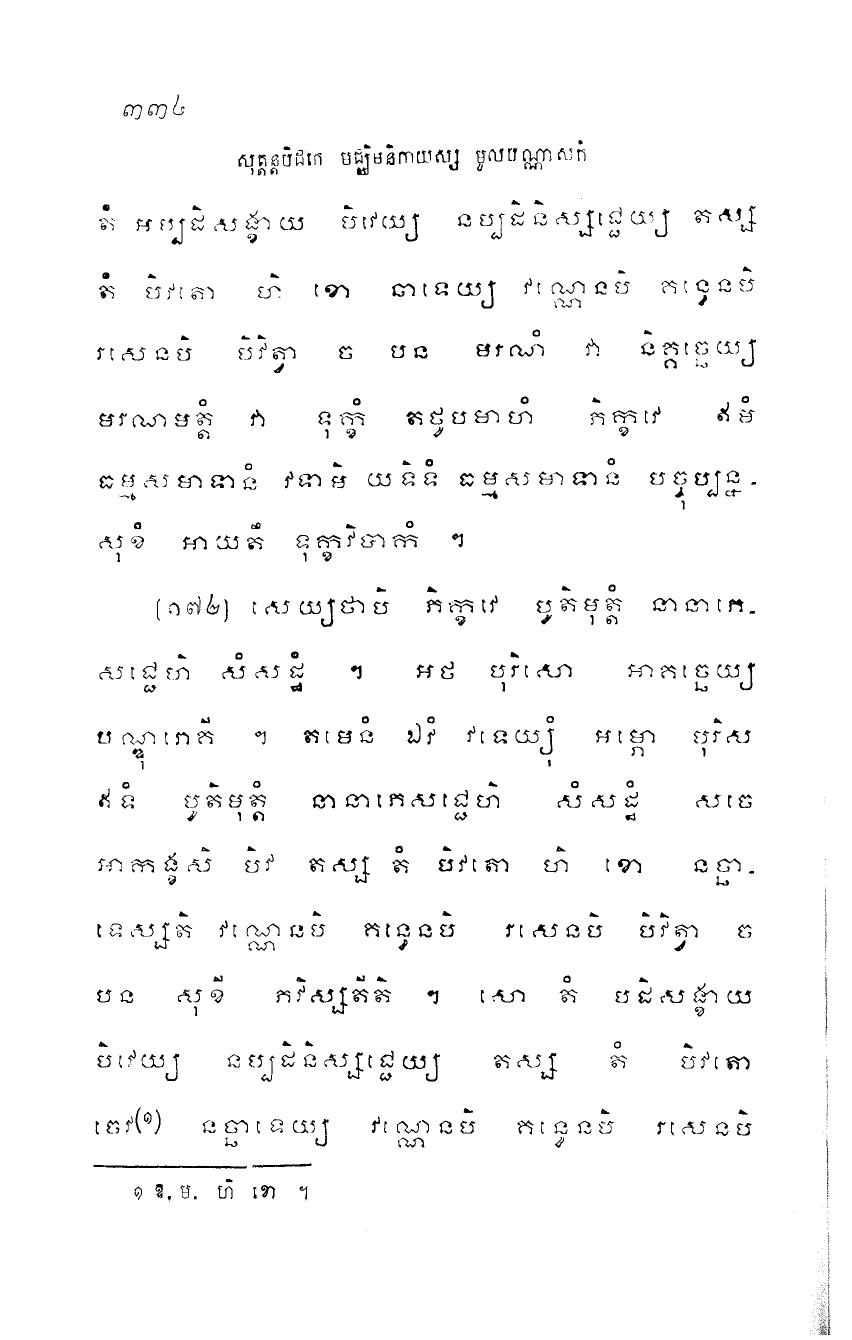 ៣៣៤
សុត្តន្តបិដកេ មជ្ឈិមនិកាយស្ស មូលបណ្ណាសកំ
តំ អប្បដិសង្ខាយ បិវេយ្យ នប្បដិនិស្សជ្ជេយ្យ តស្ស
តំ បិវតោ ហិ ខោ ឆាទេយ្យ វណ្ណេនបិ គន្ធេនបិ
រសេនបិ បិវិត្វា ច បន មរណំ វា និគ្គច្ឆេយ្យ
មរណាមត្តំ វា ទុក្ខំ តថូបមាហំ ភិក្ខវេ ឥមំ
ធម្មសមាទានំ វទាមិ យទិទំ ធម្មសមាទានំ បច្ចុប្បន្ន-
សុខំ អាយតឹ ទុក្ខវិបាកំ ។
[១៧៤] សេយ្យថាបិ ភិក្ខវេ បូតិមុត្តំ នានាភេ-
សជ្ជេហិ សំសដ្ឋំ ។ អថ បុរិសោ អាគច្ឆេយ្យ
បណ្ឌុរោគី ។ តមេនំ ឯវំ វទេយ្យុំ អម្ភោ បុរិស
ឥទំ បូតិមុត្តំ នានាភេសជ្ជេហិ សំសដ្ឋំ សចេ
អាកង្ខសិ បិវ តស្ស តំ បិវតោ ហិ ខោ នច្ឆា-
ទេស្សតិ វណ្ណេនបិ គន្ធេនបិ រសេនបិ បិវិត្វា ច
បន សុខី ភវិស្សតីតិ ។ សោ តំ បដិសង្ខាយ
បិវេយ្យ នប្បដិនិស្សជ្ជេយ្យ តស្ស តំ បិវតោ
ចេវ(១) នច្ឆាទេយ្យ វណ្ណេនបិ គន្ធេនបិ រសេនបិ
១ ឱ. ម. ហិ ខោ ។